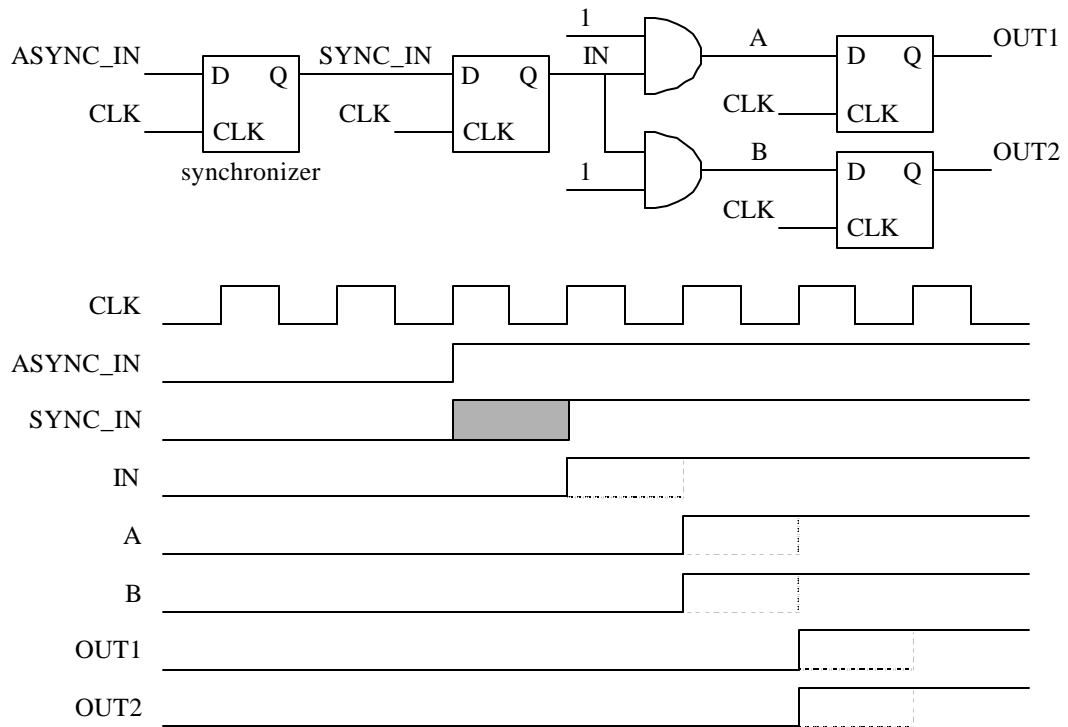 1
A
OUT1
ASYNC_IN
SYNC_IN
IN
D Q
D Q
D Q
CLK
CLK
CLK
CLK
CLK
CLK
synchronizer
B
OUT2
1
D Q
CLK
CLK
CLK
ASYNC_IN
SYNC_IN
IN
A
B
OUT1
OUT2